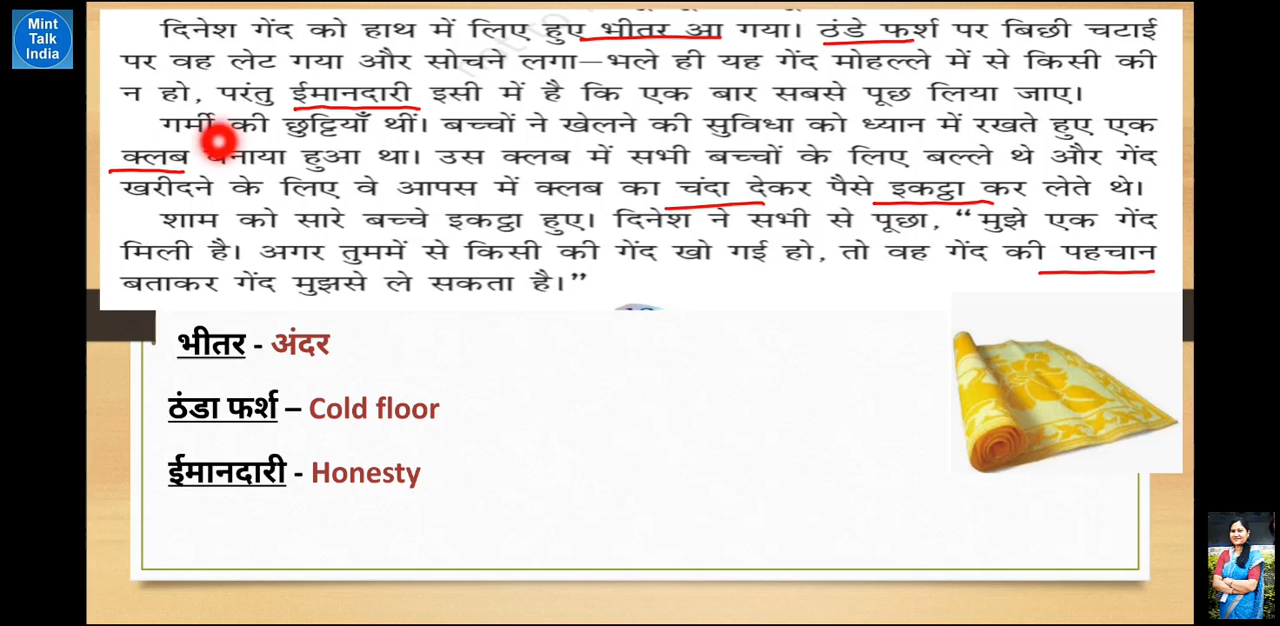 Mint
Talk
India
दिनेश गेंद को हाथ में लिए हुए भीतर आ गया। ठंडे फर्श पर बिछी चटाई
पर वह लेट गया और सोचने लगा—भले ही यह गेंद मोहल्ले में से किसी की
न हो, परंतु ईमानदारी इसी में है कि एक बार सबसे पूछ लिया जाए।
गर्मी की छुट्टियाँ थीं। बच्चों ने खेलने की सुविधा को ध्यान में रखते हुए एक
क्लब बनाया हुआ था। उस क्लब में सभी बच्चों के लिए बल्ले थे और गेंद
खरीदने के लिए वे आपस में क्लब का चंदा देकर पैसे इकट्ठा कर लेते थे।
शाम को सारे बच्चे इकट्ठा हुए। दिनेश ने सभी से पूछा, “मुझे एक गेंद
मिली है। अगर तुममें से किसी की गेंद खो गई हो, तो वह गेंद की पहचान
बताकर गेंद मुझसे ले सकता है।”
भीतर - अंदर
ठंडा फर्श – Cold floor
ईमानदारी - Honesty